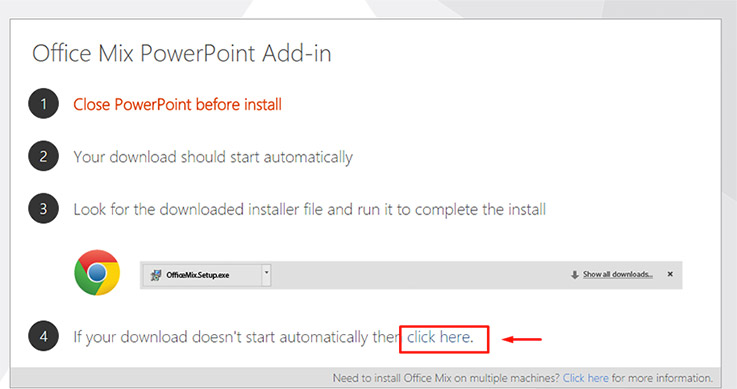 Office Mix PowerPoint Add-in
1 Close PowerPoint before install
2 Your download should start automatically
3 Look for the downloaded installer file and run it to complete the install
OfficeMix.Setup.exe Show all downloads...
4 If your download doesn't start automatically then click here.
Need to install Office Mix on multiple machines? Click here for more information.